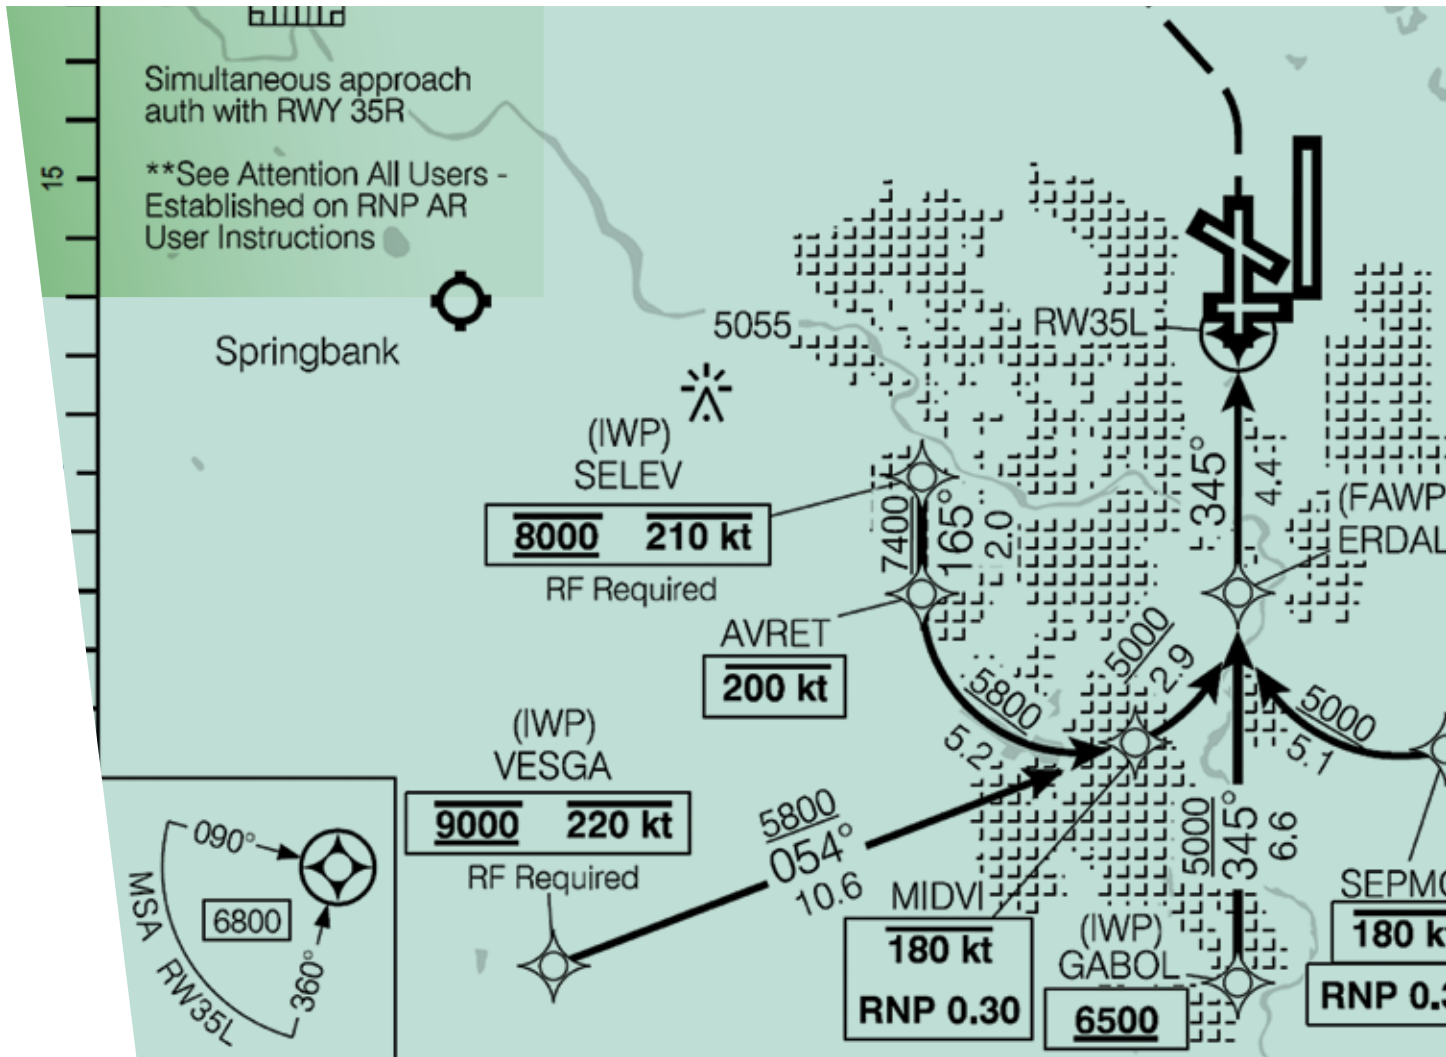 Simultaneous approach
auth with RWY 35R
**See Attention All Users -
Established on RNP AR
User Instructions
15
Springbank
5055
RW35L
(IWP)
SELEV
8000 210 kt
RF Required
7400
165°
2.0
345°
4.4
(FAWP
ERDAL
AVRET
200 kt
5800
5.2
5000
2.9
5000
5.1
(IWP)
VESGA
9000 220 kt
RF Required
5800
054°
10.6
MIDVI
180 kt
RNP 0.30
5000
345°
6.6
(IWP)
GABOL
6500
180 k
090°
6800
360°
MSA RW35L